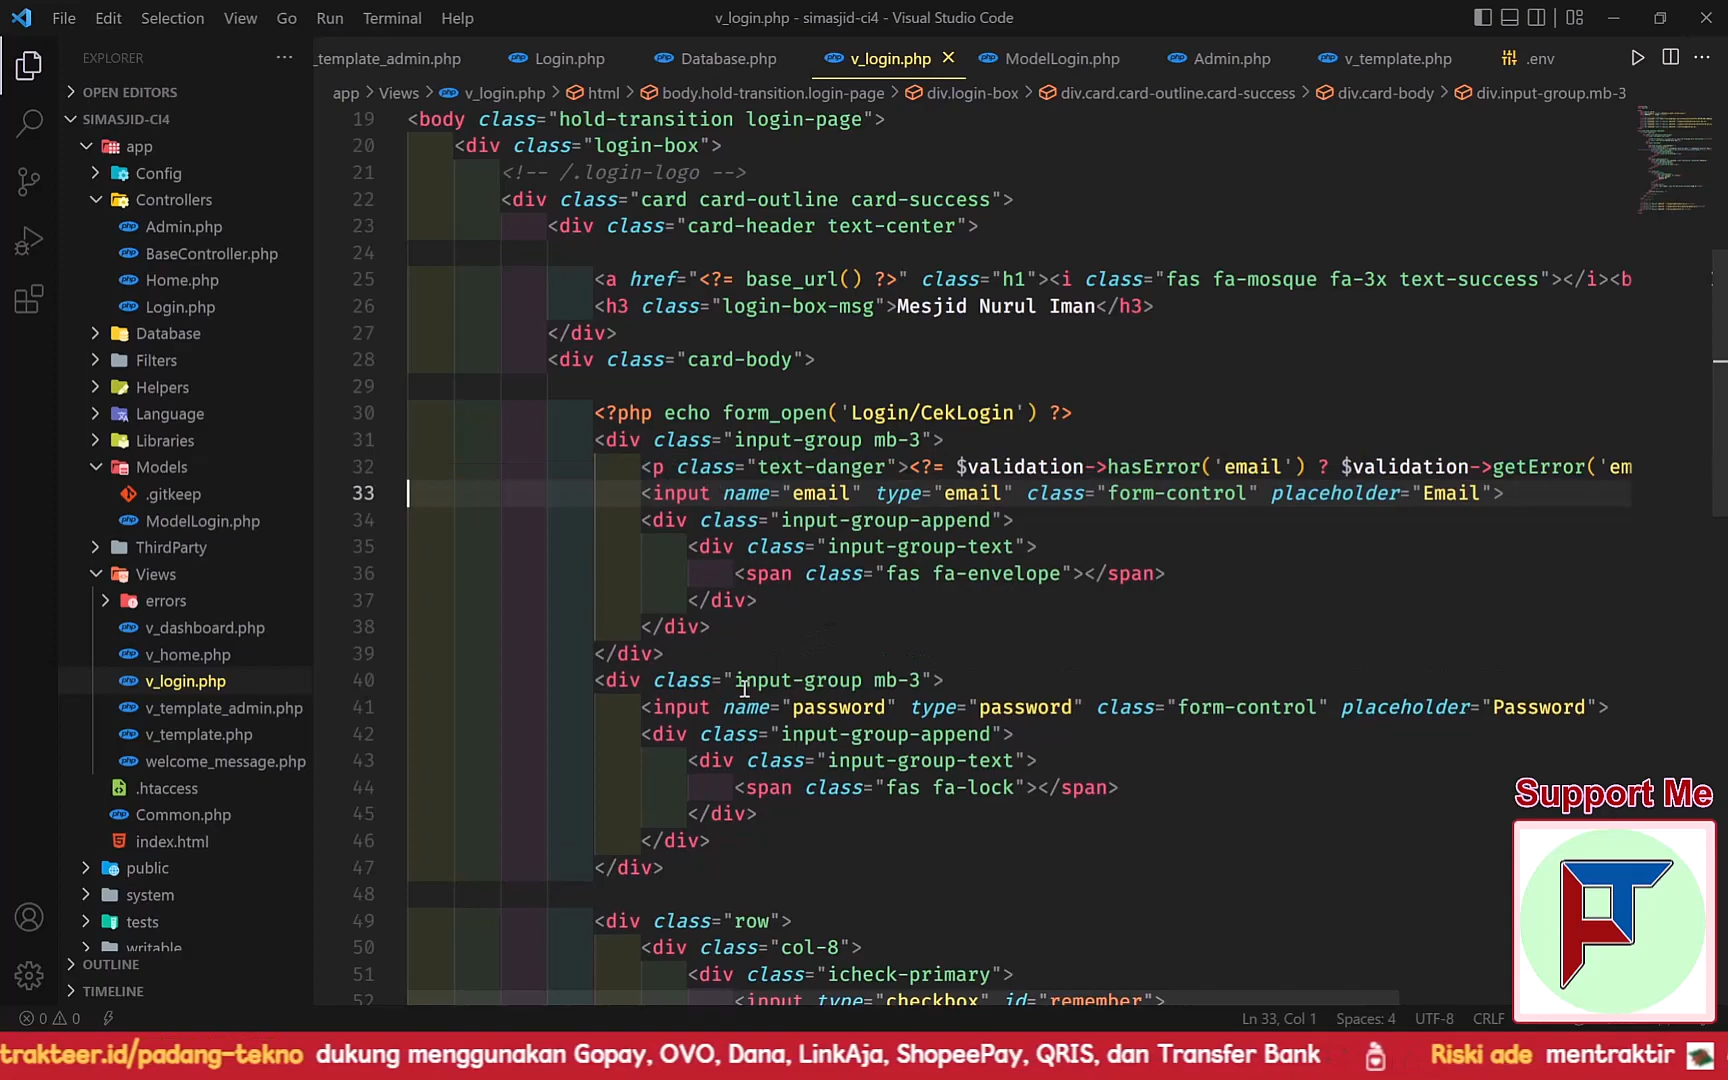 File Edit Selection View Go Run Terminal Help
v_login.php - simasjid-ci4 - Visual Studio Code
EXPLORER
_template_admin.php Login.php Database.php v_login.php ModelLogin.php Admin.php v_template.php .env
OPEN EDITORS
app > Views > v_login.php > html > body.hold-transition.login-page > div.login-box > div.card.card-outline.card-success > div.card-body > div.input-group.mb-3
SIMASJID-CI4
app
Config
Controllers
Admin.php
BaseController.php
Home.php
Login.php
Database
Filters
Helpers
Language
Libraries
Models
.gitkeep
ModelLogin.php
ThirdParty
Views
errors
v_dashboard.php
v_home.php
v_login.php
v_template_admin.php
v_template.php
welcome_message.php
.htaccess
Common.php
index.html
public
system
tests
writable
OUTLINE
TIMELINE
19 <body class="hold-transition login-page">
20 <div class="login-box">
21 <!-- /.login-logo -->
22 <div class="card card-outline card-success">
23 <div class="card-header text-center">
24
25 <a href="<?= base_url() ?>" class="h1"><i class="fas fa-mosque fa-3x text-success"></i><b
26 <h3 class="login-box-msg">Mesjid Nurul Iman</h3>
27 </div>
28 <div class="card-body">
29
30 <?php echo form_open('Login/CekLogin') ?>
31 <div class="input-group mb-3">
32 <p class="text-danger"><?= $validation->hasError('email') ? $validation->getError('em
33 <input name="email" type="email" class="form-control" placeholder="Email">
34 <div class="input-group-append">
35 <div class="input-group-text">
36 <span class="fas fa-envelope"></span>
37 </div>
38 </div>
39 </div>
40 <div class="input-group mb-3">
41 <input name="password" type="password" class="form-control" placeholder="Password">
42 <div class="input-group-append">
43 <div class="input-group-text">
44 <span class="fas fa-lock"></span>
45 </div>
46 </div>
47 </div>
48
49 <div class="row">
50 <div class="col-8">
51 <div class="icheck-primary">
52 <input type="checkbox" id="remember">
Support Me
0 0 Ln 33, Col 1 Spaces: 4 UTF-8 CRLF
trakteer.id/padang-tekno dukung menggunakan Gopay, OVO, Dana, LinkAja, ShopeePay, QRIS, dan Transfer Bank Riski ade mentraktir